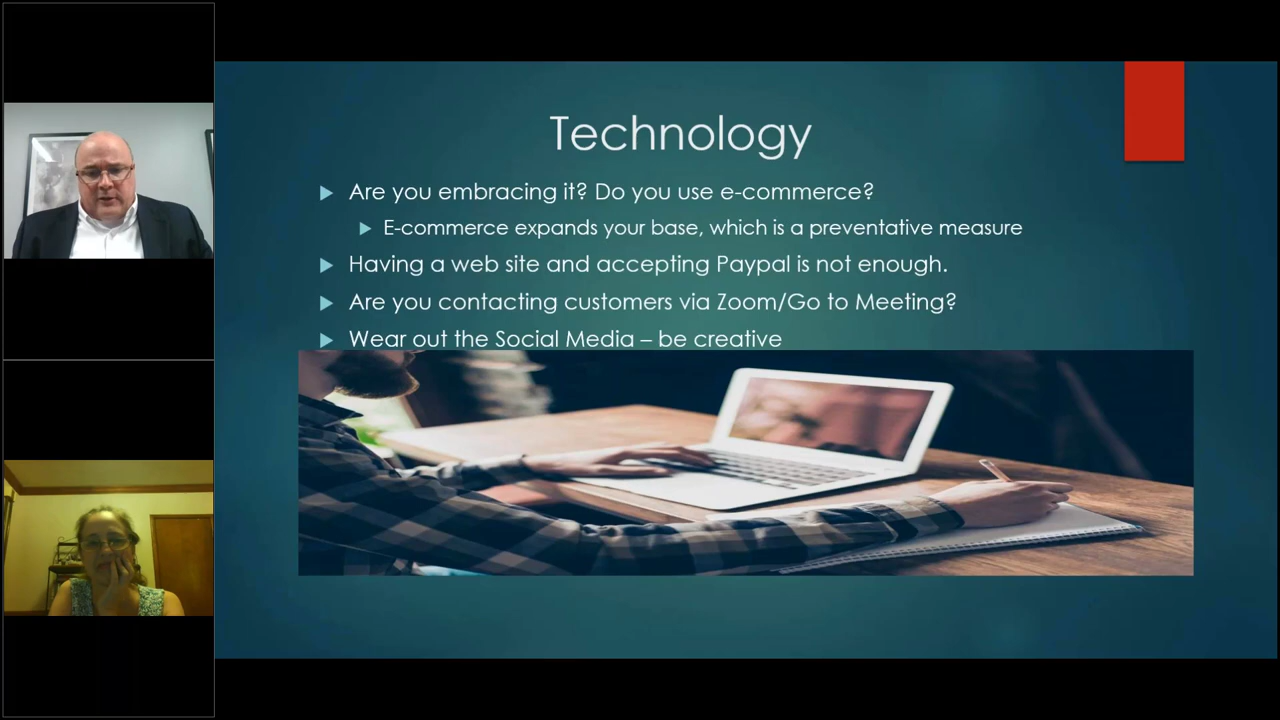 Technology
Are you embracing it? Do you use e-commerce?
E-commerce expands your base, which is a preventative measure
Having a web site and accepting Paypal is not enough.
Are you contacting customers via Zoom/Go to Meeting?
Wear out the Social Media – be creative